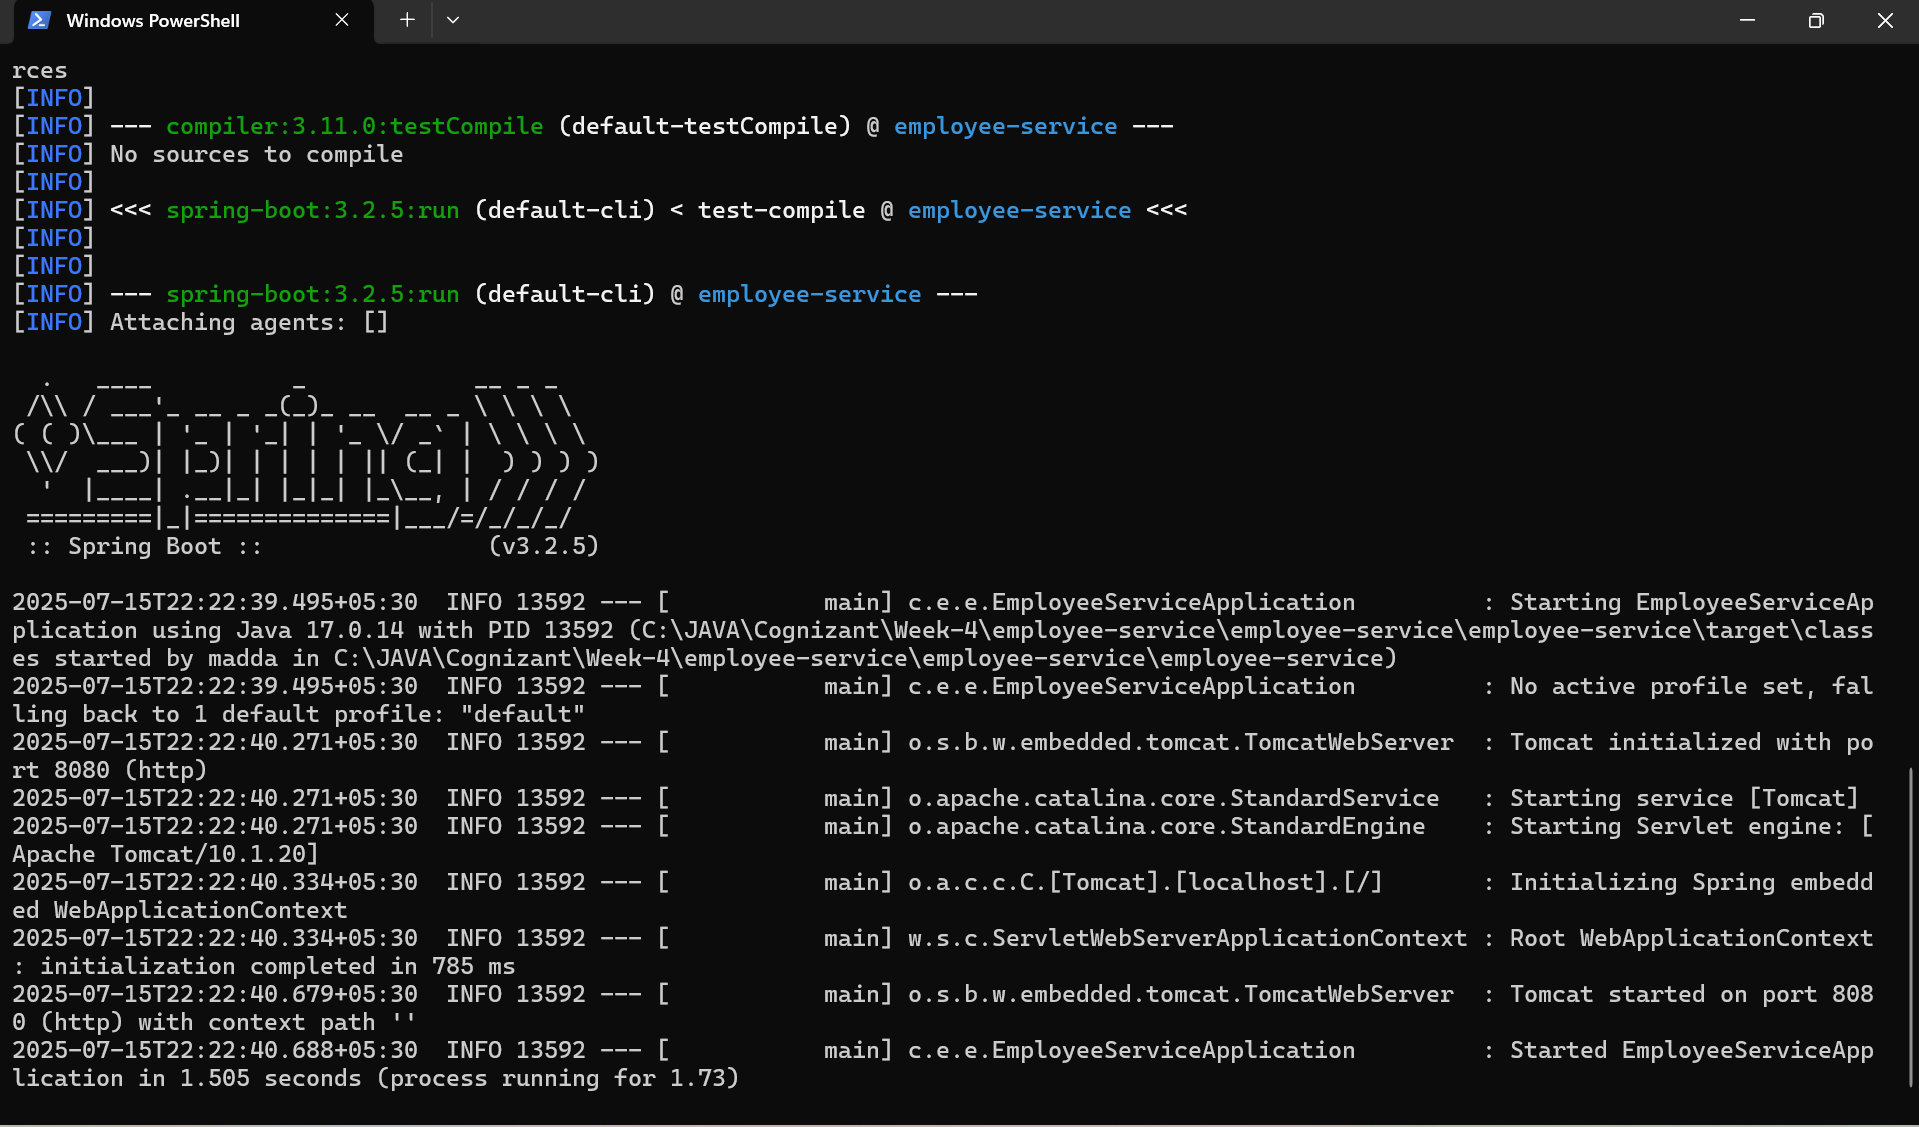 Windows PowerShell
rces
[INFO]
[INFO] --- compiler:3.11.0:testCompile (default-testCompile) @ employee-service ---
[INFO] No sources to compile
[INFO]
[INFO] <<< spring-boot:3.2.5:run (default-cli) < test-compile @ employee-service <<<
[INFO]
[INFO]
[INFO] --- spring-boot:3.2.5:run (default-cli) @ employee-service ---
[INFO] Attaching agents: []
  .   ____          _            __ _ _
 /\\ / ___'_ __ _ _(_)_ __  __ _ \ \ \ \
( ( )\___ | '_ | '_| | '_ \/ _` | \ \ \ \
 \\/  ___)| |_)| | | | | || (_| |  ) ) ) )
  '  |____| .__|_| |_|_| |_\__, | / / / /
 =========|_|==============|___/=/_/_/_/
 :: Spring Boot ::                (v3.2.5)
2025-07-15T22:22:39.495+05:30  INFO 13592 --- [           main] c.e.e.EmployeeServiceApplication         : Starting EmployeeServiceAp
plication using Java 17.0.14 with PID 13592 (C:\JAVA\Cognizant\Week-4\employee-service\employee-service\employee-service\target\class
es started by madda in C:\JAVA\Cognizant\Week-4\employee-service\employee-service\employee-service)
2025-07-15T22:22:39.495+05:30  INFO 13592 --- [           main] c.e.e.EmployeeServiceApplication         : No active profile set, fal
ling back to 1 default profile: "default"
2025-07-15T22:22:40.271+05:30  INFO 13592 --- [           main] o.s.b.w.embedded.tomcat.TomcatWebServer  : Tomcat initialized with po
rt 8080 (http)
2025-07-15T22:22:40.271+05:30  INFO 13592 --- [           main] o.apache.catalina.core.StandardService   : Starting service [Tomcat]
2025-07-15T22:22:40.271+05:30  INFO 13592 --- [           main] o.apache.catalina.core.StandardEngine    : Starting Servlet engine: [
Apache Tomcat/10.1.20]
2025-07-15T22:22:40.334+05:30  INFO 13592 --- [           main] o.a.c.c.C.[Tomcat].[localhost].[/]       : Initializing Spring embedd
ed WebApplicationContext
2025-07-15T22:22:40.334+05:30  INFO 13592 --- [           main] w.s.c.ServletWebServerApplicationContext : Root WebApplicationContext
: initialization completed in 785 ms
2025-07-15T22:22:40.679+05:30  INFO 13592 --- [           main] o.s.b.w.embedded.tomcat.TomcatWebServer  : Tomcat started on port 808
0 (http) with context path ''
2025-07-15T22:22:40.688+05:30  INFO 13592 --- [           main] c.e.e.EmployeeServiceApplication         : Started EmployeeServiceApp
lication in 1.505 seconds (process running for 1.73)